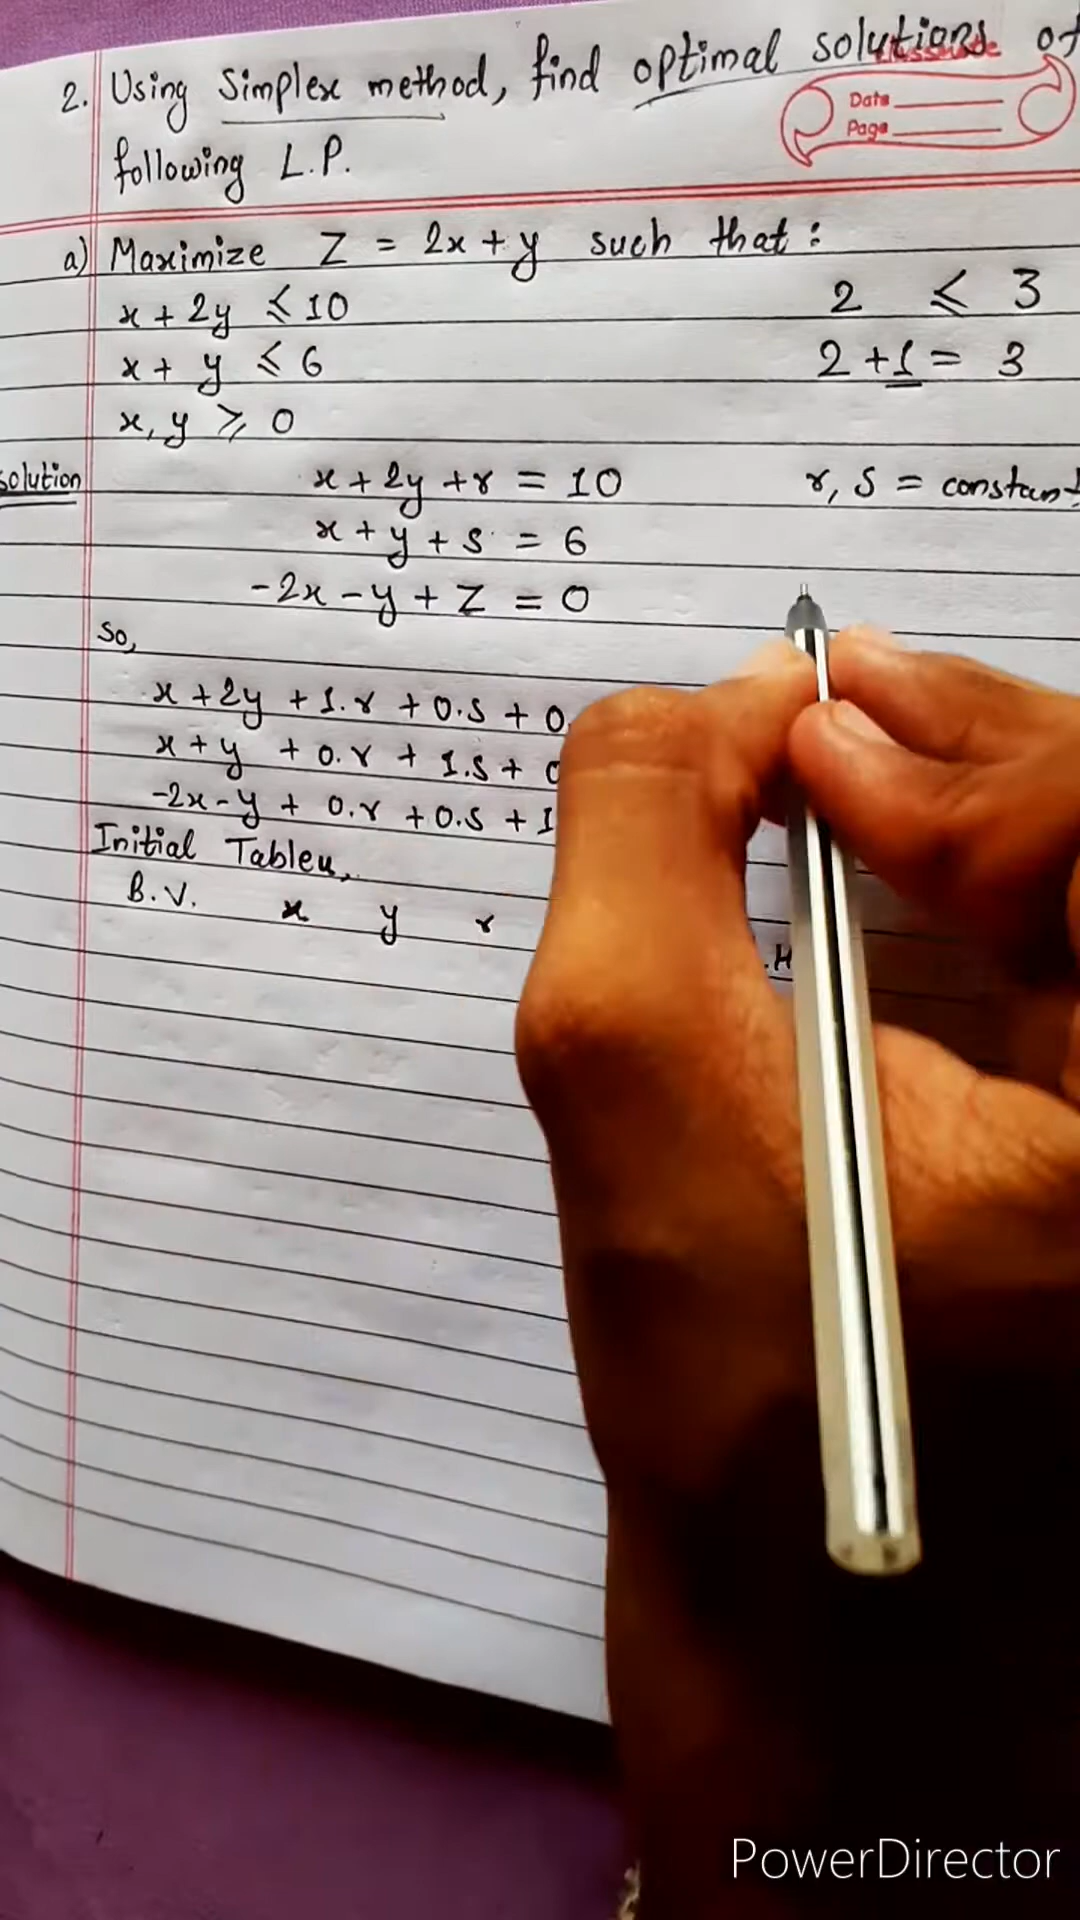 2. Using Simplex method, find optimal solutions of
Date
Page
following L.P.
a) Maximize Z = 2x + y such that :
x + 2y ≤ 10
2 ≤ 3
x + y ≤ 6
2 + 1 = 3
x, y ≥ 0
solution
x + 2y + r = 10
r, s = constant
x + y + s = 6
-2x - y + Z = 0
So,
x + 2y + 1.r + 0.s + 0
x + y + 0.r + 1.s + 0
-2x - y + 0.r + 0.s + 1
Initial Tableu,
B.V. x y r .H
PowerDirector